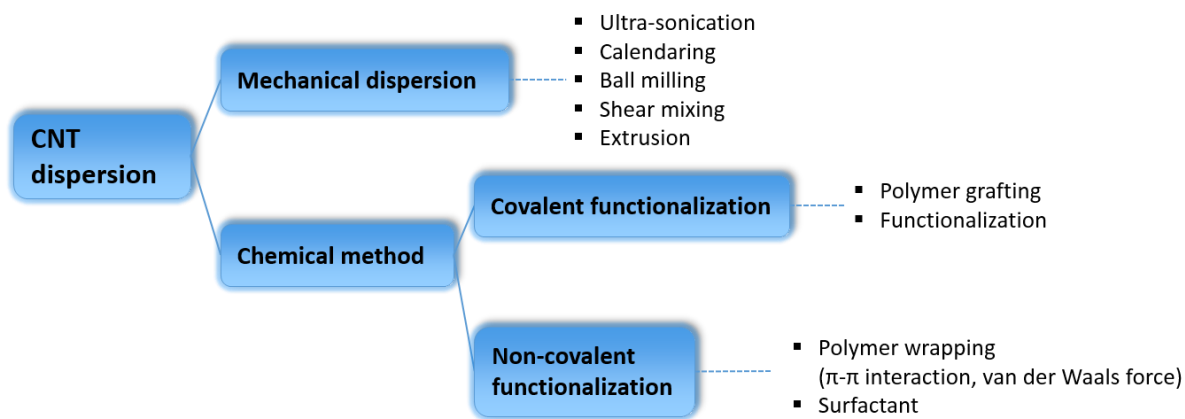 CNT
dispersion
Mechanical dispersion
▪ Ultra-sonication
▪ Calendaring
▪ Ball milling
▪ Shear mixing
▪ Extrusion
Chemical method
Covalent functionalization
▪ Polymer grafting
▪ Functionalization
Non-covalent
functionalization
▪ Polymer wrapping
(π-π interaction, van der Waals force)
▪ Surfactant